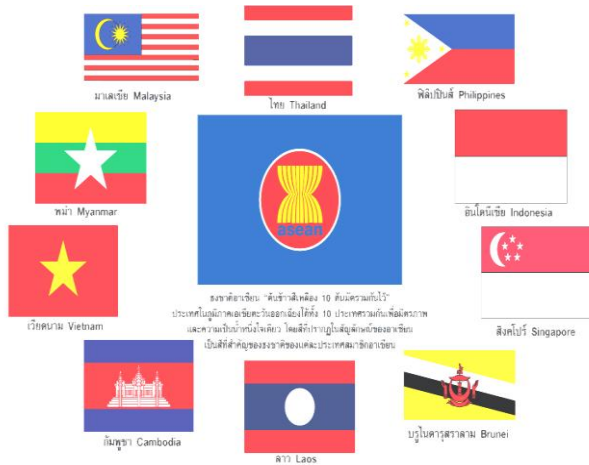 มาเลเซีย Malaysia
ไทย Thailand
ฟิลิปปินส์ Philippines
พม่า Myanmar
asean
อินโดนีเซีย Indonesia
เวียดนาม Vietnam
ธงชาติอาเซียน "ต้นข้าวสีเหลือง 10 ต้นมัดรวมกันไว้"
ประเทศในภูมิภาคเอเชียตะวันออกเฉียงใต้ทั้ง 10 ประเทศรวมกันเพื่อมิตรภาพ
และความเป็นน้ำหนึ่งใจเดียว โดยสีที่ปรากฏในสัญลักษณ์ของอาเซียน
เป็นสีที่สำคัญของธงชาติของแต่ละประเทศสมาชิกอาเซียน
สิงคโปร์ Singapore
กัมพูชา Cambodia
ลาว Laos
บรูไนดารุสซาลาม Brunei